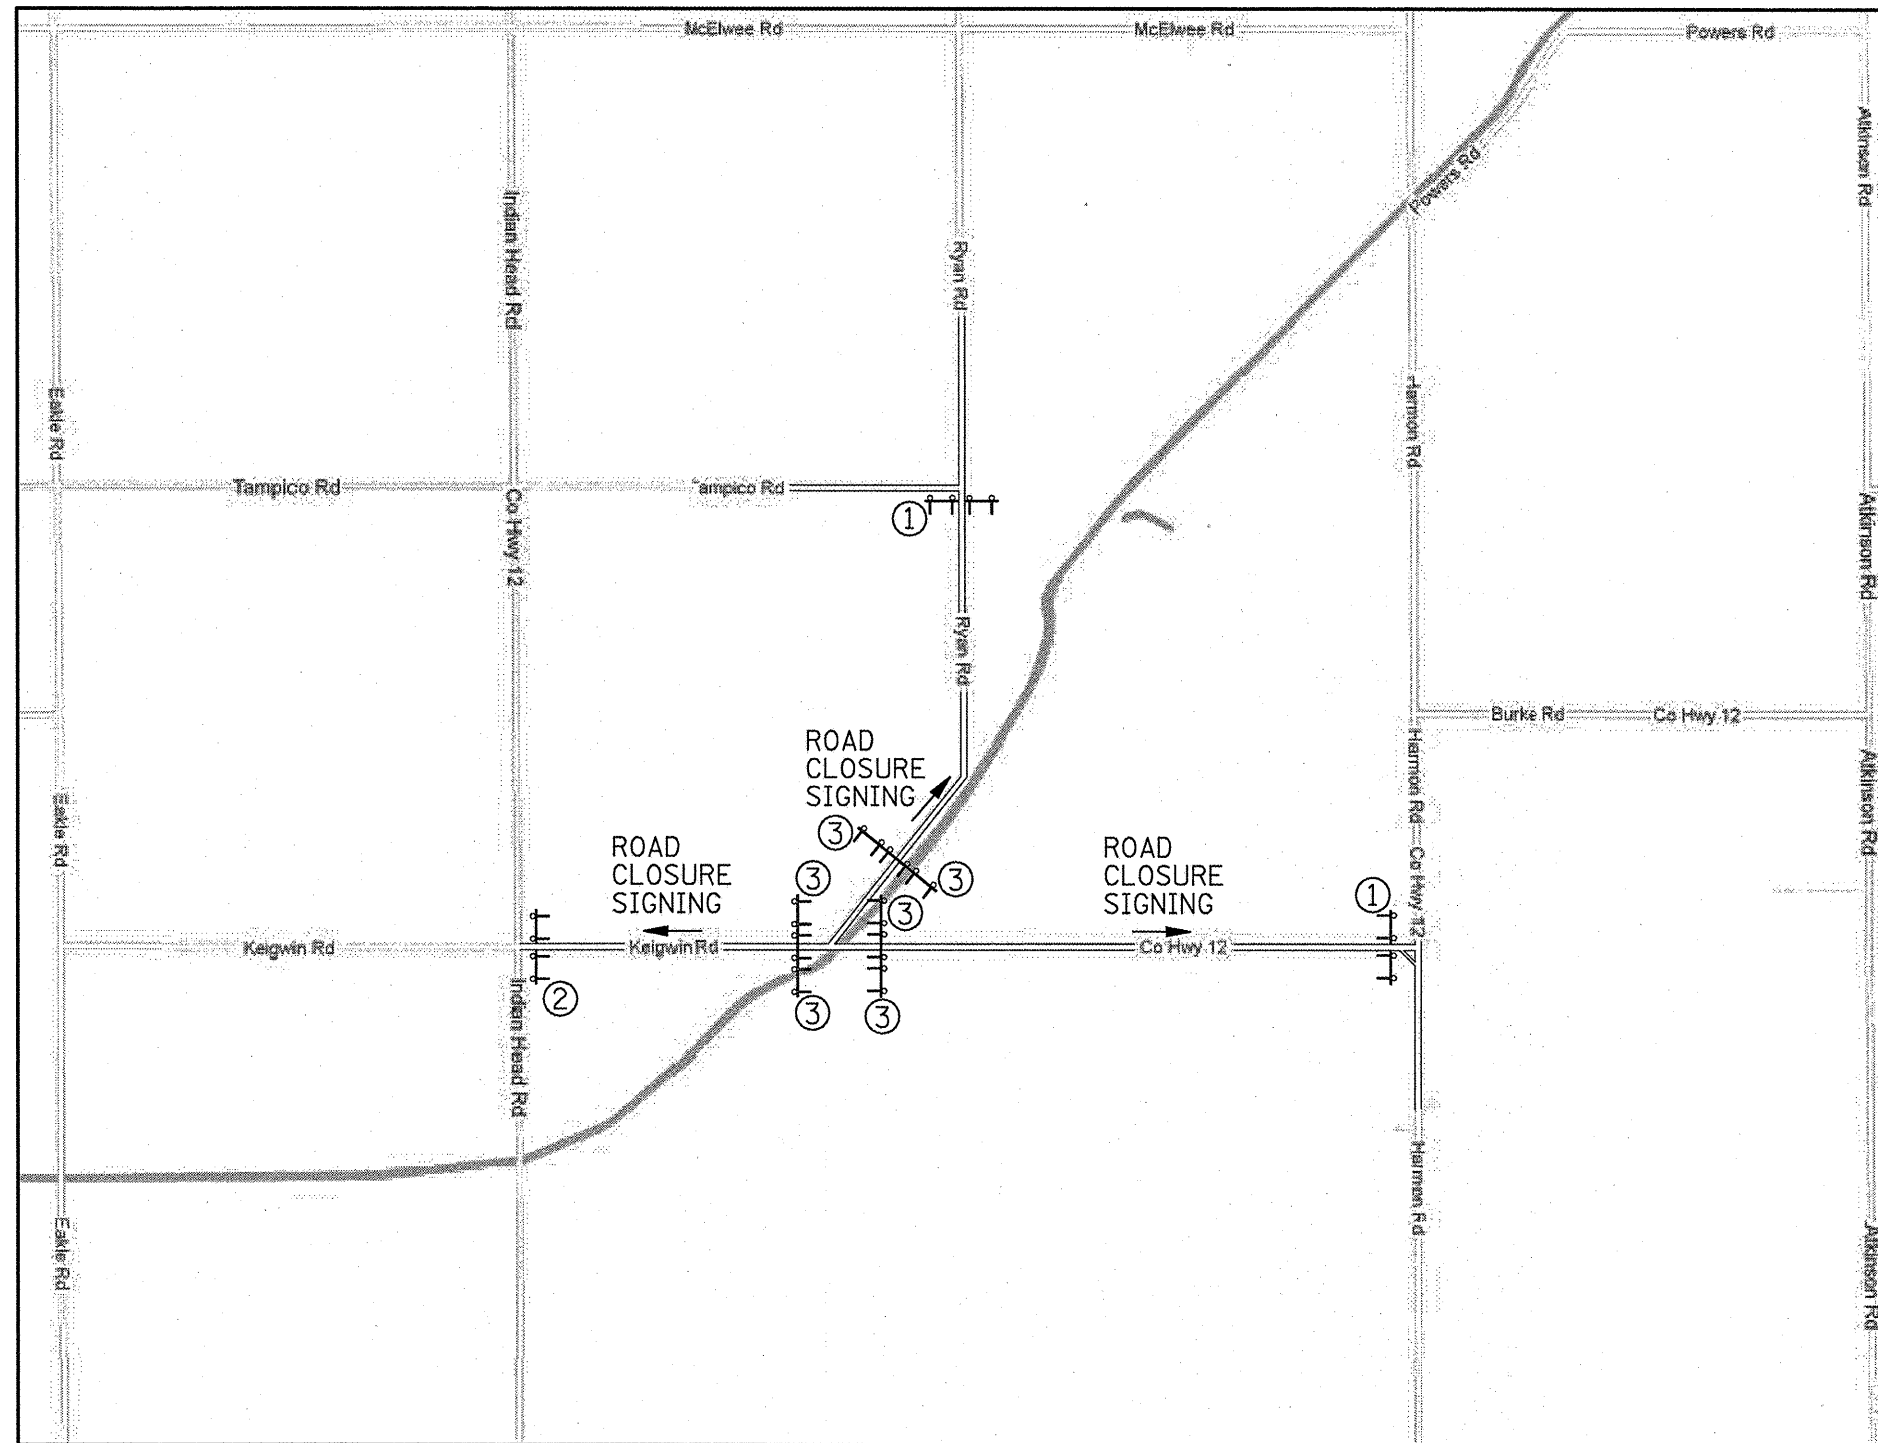 McElwee Rd
McElwee Rd
Powers Rd
Atkinson Rd
Powers Rd
Indian Head Rd
Ryan Rd
Eakle Rd
Harmon Rd
Tampico Rd
ampico Rd
Co Hwy 12
1
Atkinson Rd
Ryan Rd
Burke Rd
Co Hwy 12
ROAD
CLOSURE
SIGNING
Harmon Rd
Atkinson Rd
Eakle Rd
3
3
3
3
ROAD
CLOSURE
SIGNING
ROAD
CLOSURE
SIGNING
1
Co Hwy 12
Keigwin Rd
Keigwin Rd
Co Hwy 12
2
3
3
Indian Head Rd
Harmon Rd
Eakle Rd
Atkinson Rd